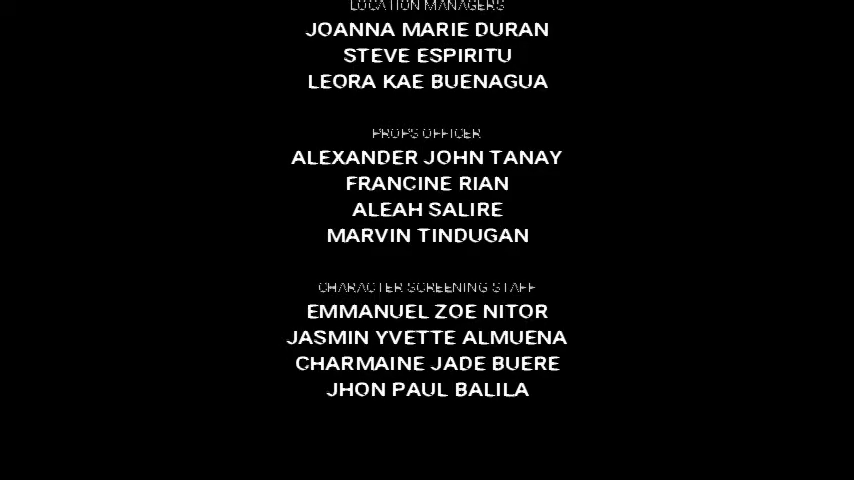 LOCATION MANAGERS
JOANNA MARIE DURAN
STEVE ESPIRITU
LEORA KAE BUENAGUA
PROPS OFFICER
ALEXANDER JOHN TANAY
FRANCINE RIAN
ALEAH SALIRE
MARVIN TINDUGAN
CHARACTER SCREENING STAFF
EMMANUEL ZOE NITOR
JASMIN YVETTE ALMUENA
CHARMAINE JADE BUERE
JHON PAUL BALILA